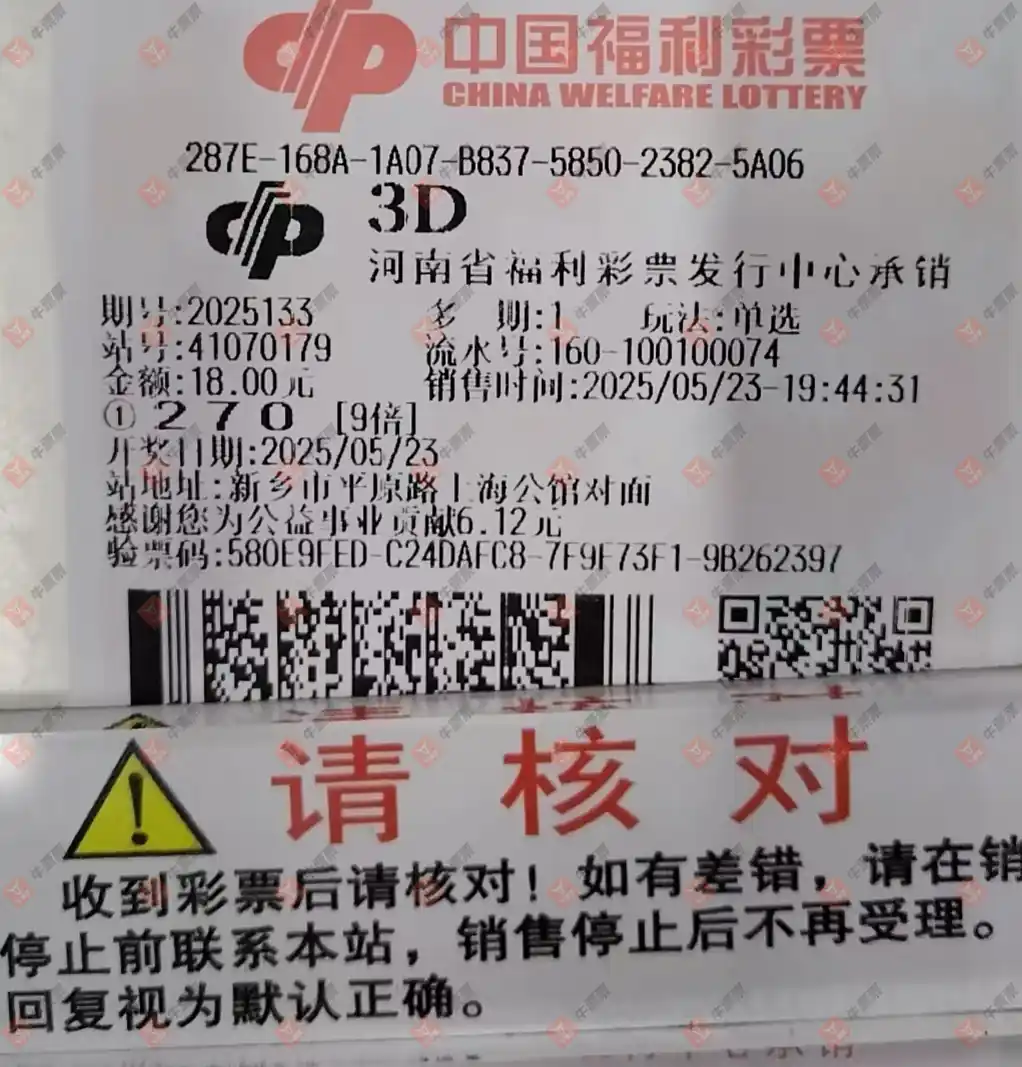 中国福利彩票
CHINA WELFARE LOTTERY
287E-168A-1A07-B837-5850-2382-5A06
3D
河南省福利彩票发行中心承销
期号:2025133 多 期:1 玩法:单选
站号:41070179 流水号:160-100100074
金额:18.00元 销售时间:2025/05/23-19:44:31
① 2 7 0 [9倍]
开奖日期:2025/05/23
站地址:新乡市平原路上海公馆对面
感谢您为公益事业贡献6.12元
验票码:580E9FED-C24DAFC8-7F9F73F1-9B262397
请核对
收到彩票后请核对！如有差错，请在销
停止前联系本站，销售停止后不再受理。
回复视为默认正确。